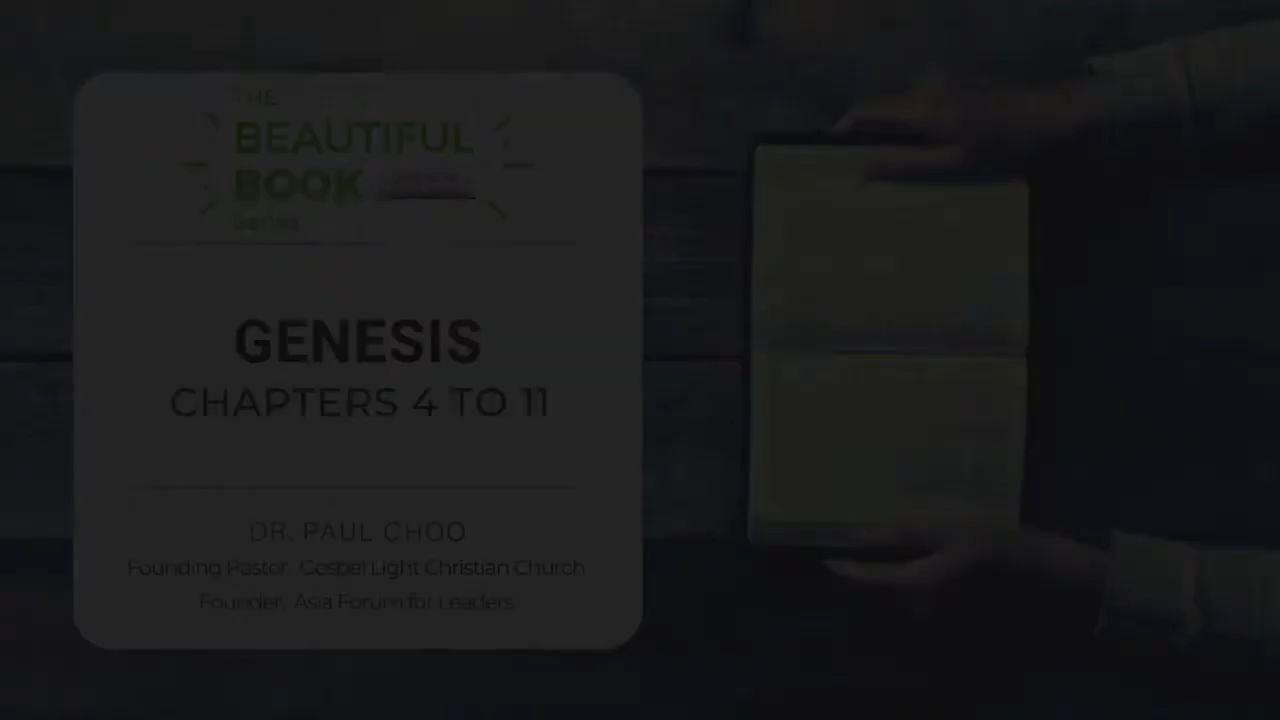 THE
BEAUTIFUL
BOOK
Series
GENESIS
CHAPTERS 4 TO 11
DR. PAUL CHOO
Founding Pastor, Gospel Light Christian Church
Founder, Asia Forum for Leaders